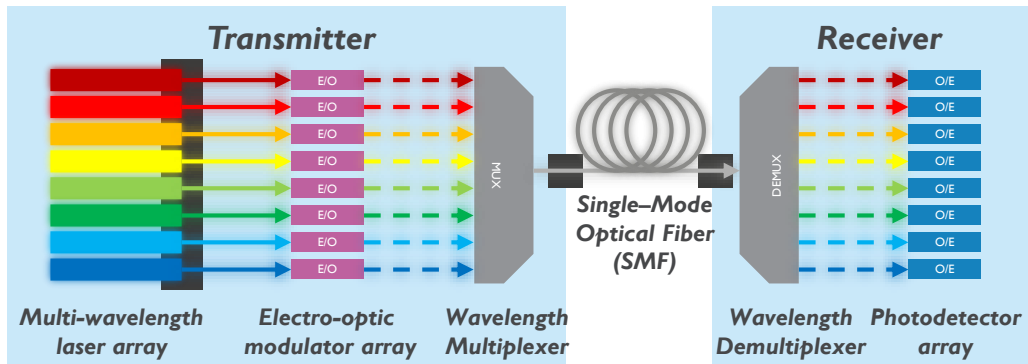 Transmitter
Receiver
E/O
E/O
E/O
E/O
E/O
E/O
E/O
E/O
MUX
DEMUX
O/E
O/E
O/E
O/E
O/E
O/E
O/E
O/E
Single–Mode
Optical Fiber
(SMF)
Multi-wavelength
laser array
Electro-optic
modulator array
Wavelength
Multiplexer
Wavelength
Demultiplexer
Photodetector
array